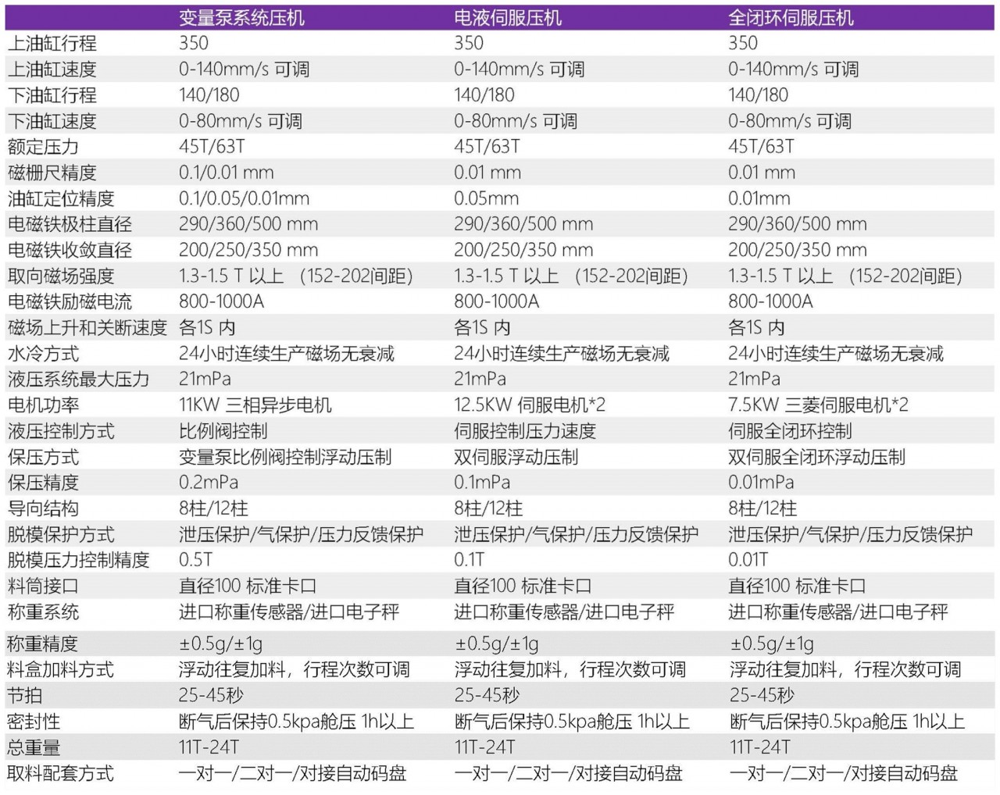 变量泵系统压机 电液伺服压机 全闭环伺服压机
上油缸行程 350 350 350
上油缸速度 0-140mm/s 可调 0-140mm/s 可调 0-140mm/s 可调
下油缸行程 140/180 140/180 140/180
下油缸速度 0-80mm/s 可调 0-80mm/s 可调 0-80mm/s 可调
额定压力 45T/63T 45T/63T 45T/63T
磁栅尺精度 0.1/0.01 mm 0.01 mm 0.01 mm
油缸定位精度 0.1/0.05/0.01mm 0.05mm 0.01mm
电磁铁极柱直径 290/360/500 mm 290/360/500 mm 290/360/500 mm
电磁铁收敛直径 200/250/350 mm 200/250/350 mm 200/250/350 mm
取向磁场强度 1.3-1.5 T 以上 （152-202间距） 1.3-1.5 T 以上 （152-202间距） 1.3-1.5 T 以上 （152-202间距）
电磁铁励磁电流 800-1000A 800-1000A 800-1000A
磁场上升和关断速度 各1S 内 各1S 内 各1S 内
水冷方式 24小时连续生产磁场无衰减 24小时连续生产磁场无衰减 24小时连续生产磁场无衰减
液压系统最大压力 21mPa 21mPa 21mPa
电机功率 11KW 三相异步电机 12.5KW 伺服电机*2 7.5KW 三菱伺服电机*2
液压控制方式 比例阀控制 伺服控制压力速度 伺服全闭环控制
保压方式 变量泵比例阀控制浮动压制 双伺服浮动压制 双伺服全闭环浮动压制
保压精度 0.2mPa 0.1mPa 0.01mPa
导向结构 8柱/12柱 8柱/12柱 8柱/12柱
脱模保护方式 泄压保护/气保护/压力反馈保护 泄压保护/气保护/压力反馈保护 泄压保护/气保护/压力反馈保护
脱模压力控制精度 0.5T 0.1T 0.01T
料筒接口 直径100 标准卡口 直径100 标准卡口 直径100 标准卡口
称重系统 进口称重传感器/进口电子秤 进口称重传感器/进口电子秤 进口称重传感器/进口电子秤
称重精度 ±0.5g/±1g ±0.5g/±1g ±0.5g/±1g
料盒加料方式 浮动往复加料，行程次数可调 浮动往复加料，行程次数可调 浮动往复加料，行程次数可调
节拍 25-45秒 25-45秒 25-45秒
密封性 断气后保持0.5kpa舱压 1h以上 断气后保持0.5kpa舱压 1h以上 断气后保持0.5kpa舱压 1h以上
总重量 11T-24T 11T-24T 11T-24T
取料配套方式 一对一/二对一/对接自动码盘 一对一/二对一/对接自动码盘 一对一/二对一/对接自动码盘